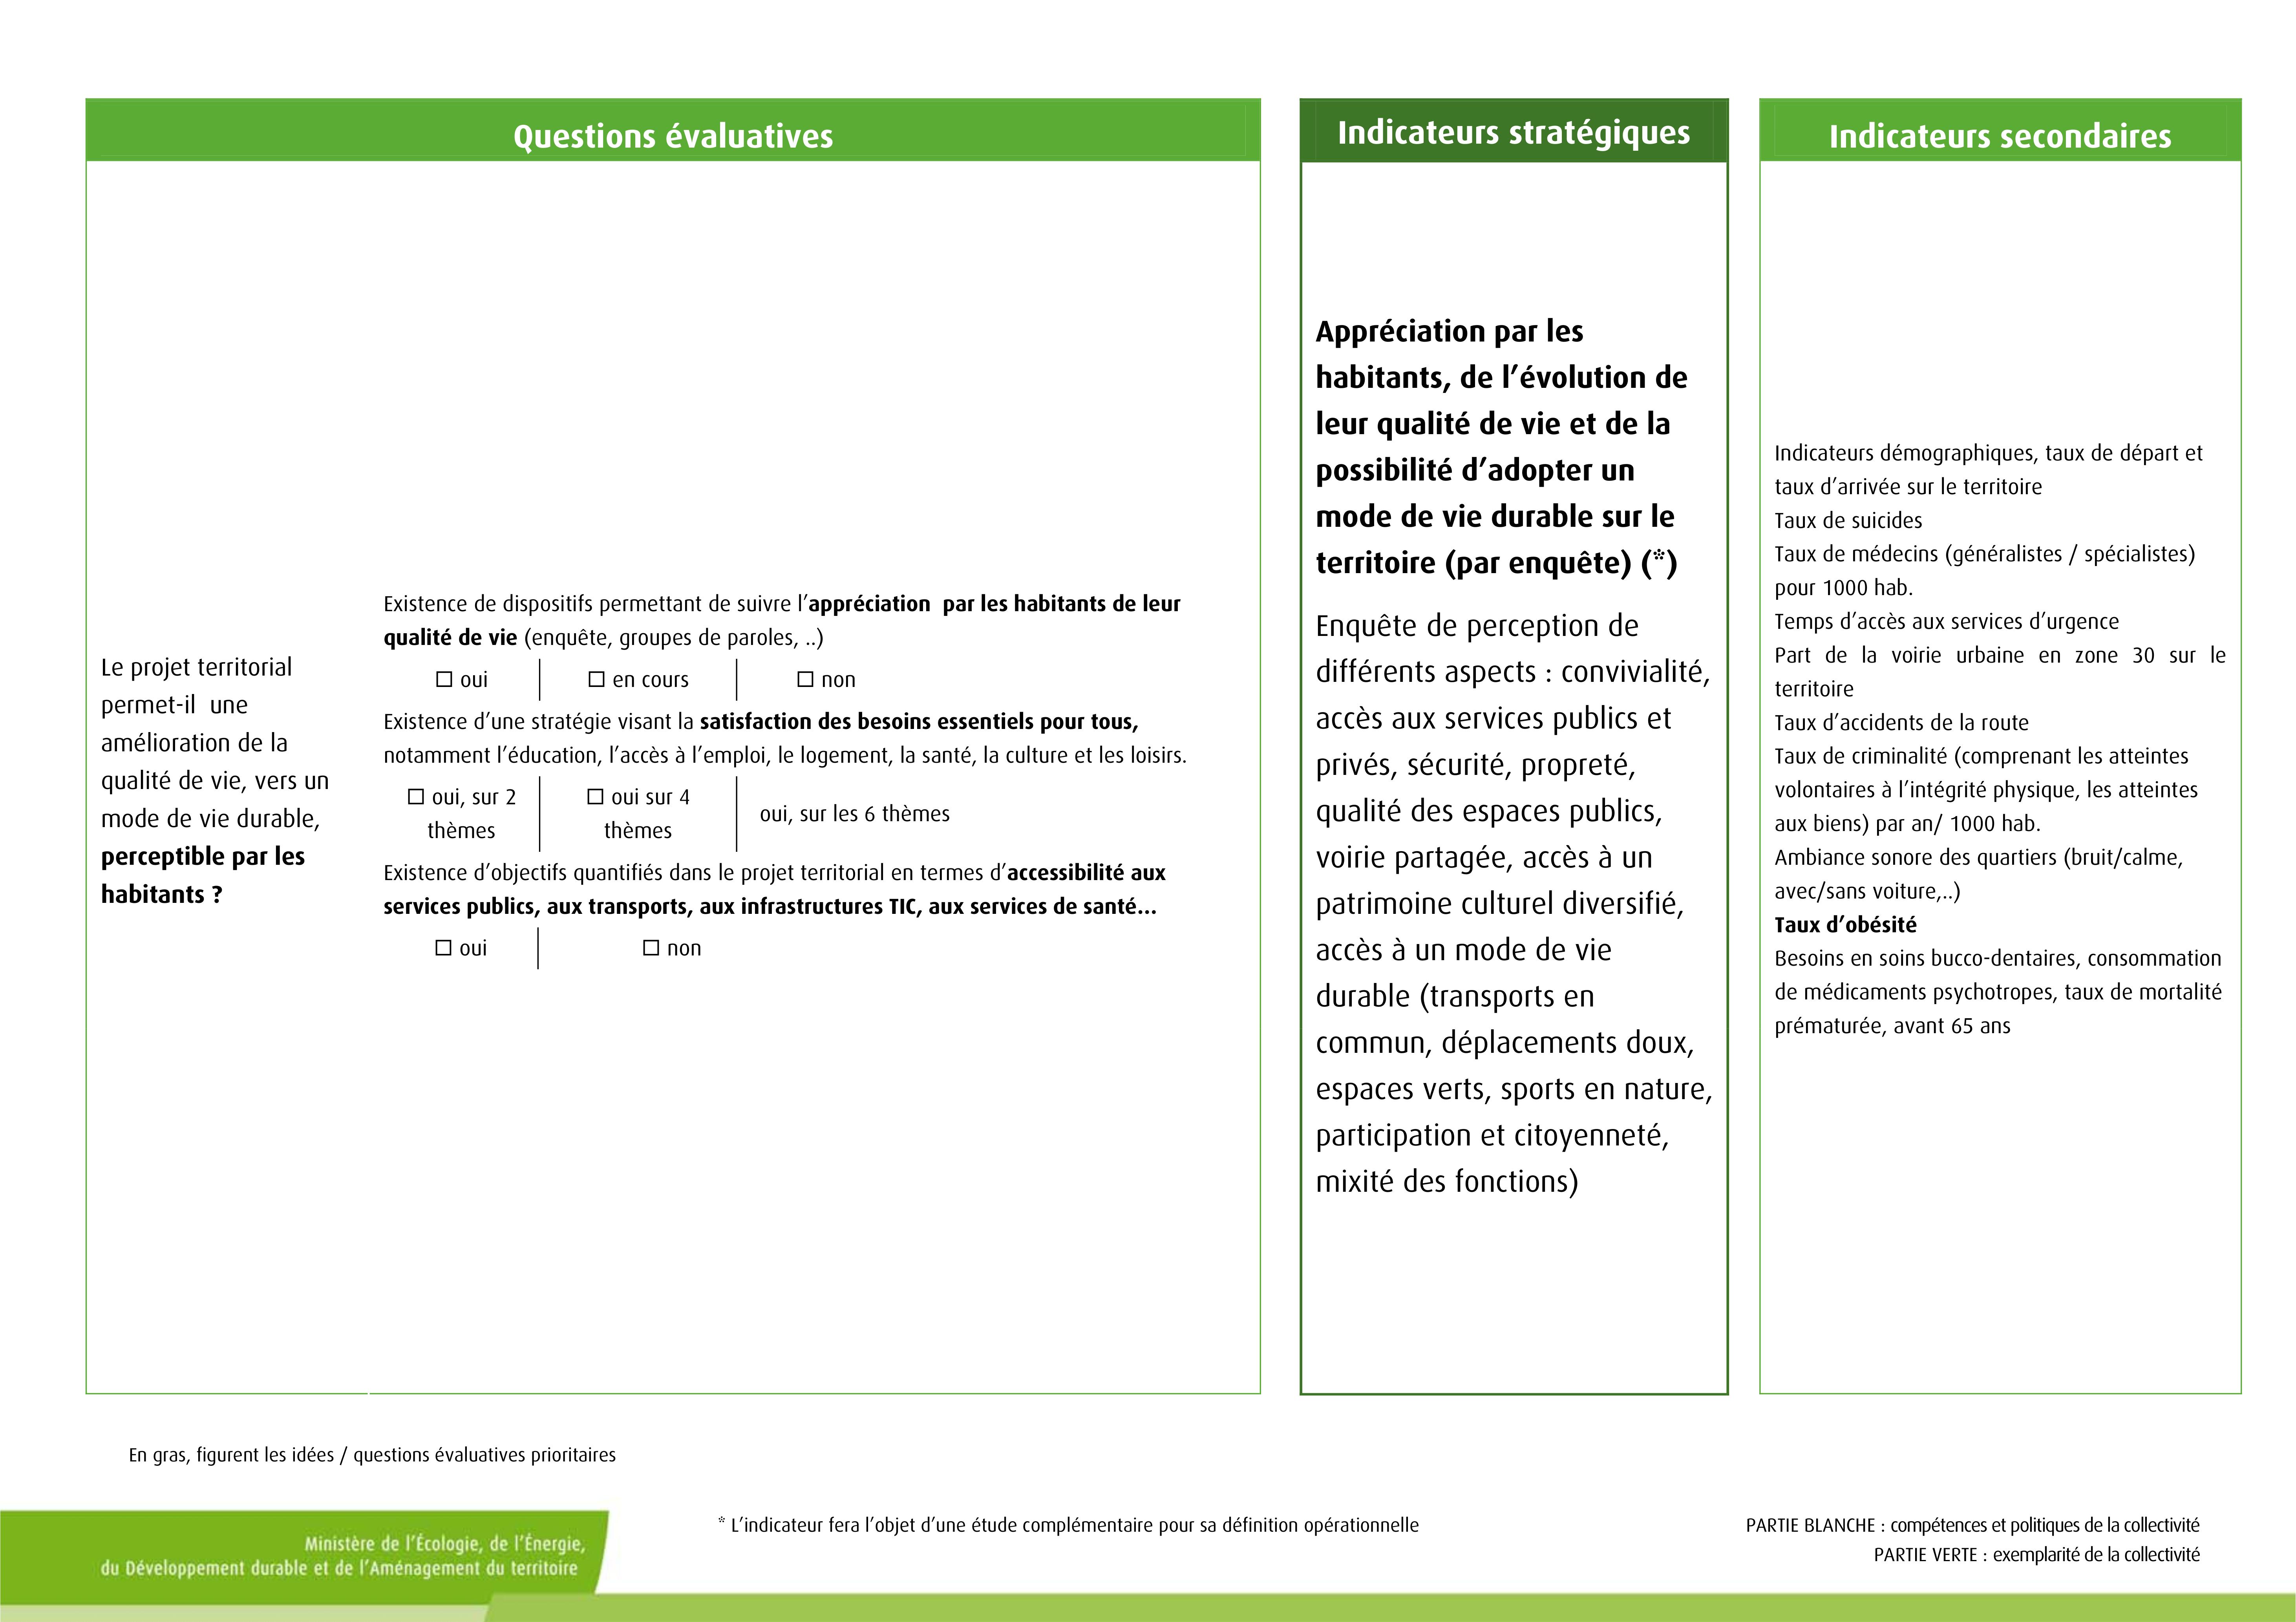 Questions évaluatives
Le projet territorial
permet-il  une
amélioration de la
qualité de vie, vers un
mode de vie durable,
perceptible par les
habitants ?
Existence de dispositifs permettant de suivre l’appréciation  par les habitants de leur
qualité de vie (enquête, groupes de paroles, ..)
☐ oui ☐ en cours ☐ non
Existence d’une stratégie visant la satisfaction des besoins essentiels pour tous,
notamment l’éducation, l’accès à l’emploi, le logement, la santé, la culture et les loisirs.
☐ oui, sur 2
thèmes
☐ oui sur 4
thèmes
oui, sur les 6 thèmes
Existence d’objectifs quantifiés dans le projet territorial en termes d’accessibilité aux
services publics, aux transports, aux infrastructures TIC, aux services de santé...
☐ oui ☐ non
Indicateurs stratégiques
Appréciation par les
habitants, de l’évolution de
leur qualité de vie et de la
possibilité d’adopter un
mode de vie durable sur le
territoire (par enquête) (*)
Enquête de perception de
différents aspects : convivialité,
accès aux services publics et
privés, sécurité, propreté,
qualité des espaces publics,
voirie partagée, accès à un
patrimoine culturel diversifié,
accès à un mode de vie
durable (transports en
commun, déplacements doux,
espaces verts, sports en nature,
participation et citoyenneté,
mixité des fonctions)
Indicateurs secondaires
Indicateurs démographiques, taux de départ et
taux d’arrivée sur le territoire
Taux de suicides
Taux de médecins (généralistes / spécialistes)
pour 1000 hab.
Temps d’accès aux services d’urgence
Part de la voirie urbaine en zone 30 sur le
territoire
Taux d’accidents de la route
Taux de criminalité (comprenant les atteintes
volontaires à l’intégrité physique, les atteintes
aux biens) par an/ 1000 hab.
Ambiance sonore des quartiers (bruit/calme,
avec/sans voiture,..)
Taux d’obésité
Besoins en soins bucco-dentaires, consommation
de médicaments psychotropes, taux de mortalité
prématurée, avant 65 ans
En gras, figurent les idées / questions évaluatives prioritaires
Ministère de l’Écologie, de l’Énergie,
du Développement durable et de l’Aménagement du territoire
* L’indicateur fera l’objet d’une étude complémentaire pour sa définition opérationnelle
PARTIE BLANCHE : compétences et politiques de la collectivité
PARTIE VERTE : exemplarité de la collectivité